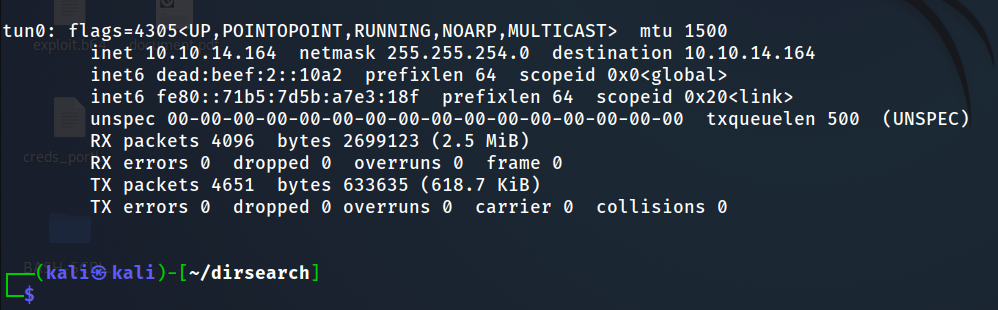 tun0: flags=4305<UP,POINTOPOINT,RUNNING,NOARP,MULTICAST>  mtu 1500
        inet 10.10.14.164  netmask 255.255.254.0  destination 10.10.14.164
        inet6 dead:beef:2::10a2  prefixlen 64  scopeid 0x0<global>
        inet6 fe80::71b5:7d5b:a7e3:18f  prefixlen 64  scopeid 0x20<link>
        unspec 00-00-00-00-00-00-00-00-00-00-00-00-00-00-00-00  txqueuelen 500  (UNSPEC)
        RX packets 4096  bytes 2699123 (2.5 MiB)
        RX errors 0  dropped 0  overruns 0  frame 0
        TX packets 4651  bytes 633635 (618.7 KiB)
        TX errors 0  dropped 0 overruns 0  carrier 0  collisions 0
┌──(kali㉿kali)-[~/dirsearch]
└─$